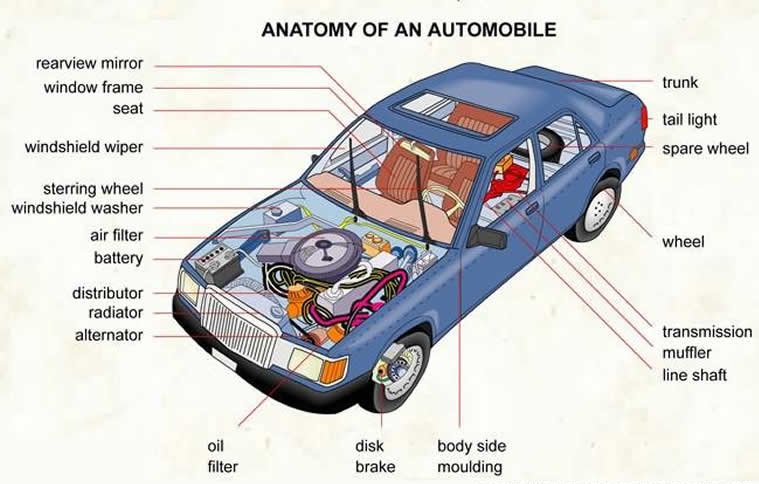 ANATOMY OF AN AUTOMOBILE
rearview mirror
window frame
seat
windshield wiper
sterring wheel
windshield washer
air filter
battery
distributor
radiator
alternator
trunk
tail light
spare wheel
wheel
transmission
muffler
line shaft
oil
filter
disk
brake
body side
moulding